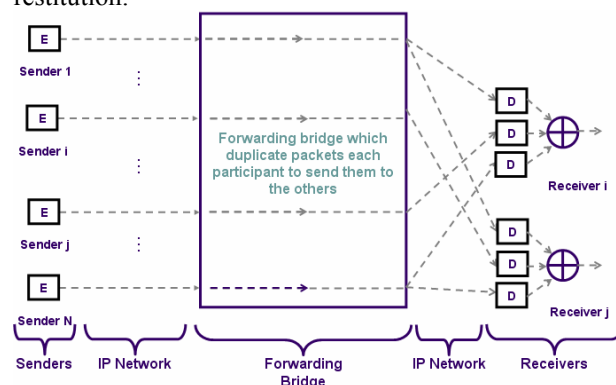 restitution.
E
Sender 1
E
Sender i
E
Sender j
E
Sender N
Forwarding bridge which
duplicate packets each
participant to send them to
the others
D
D
D
Receiver i
D
D
D
Receiver j
Senders
IP Network
Forwarding
Bridge
IP Network
Receivers